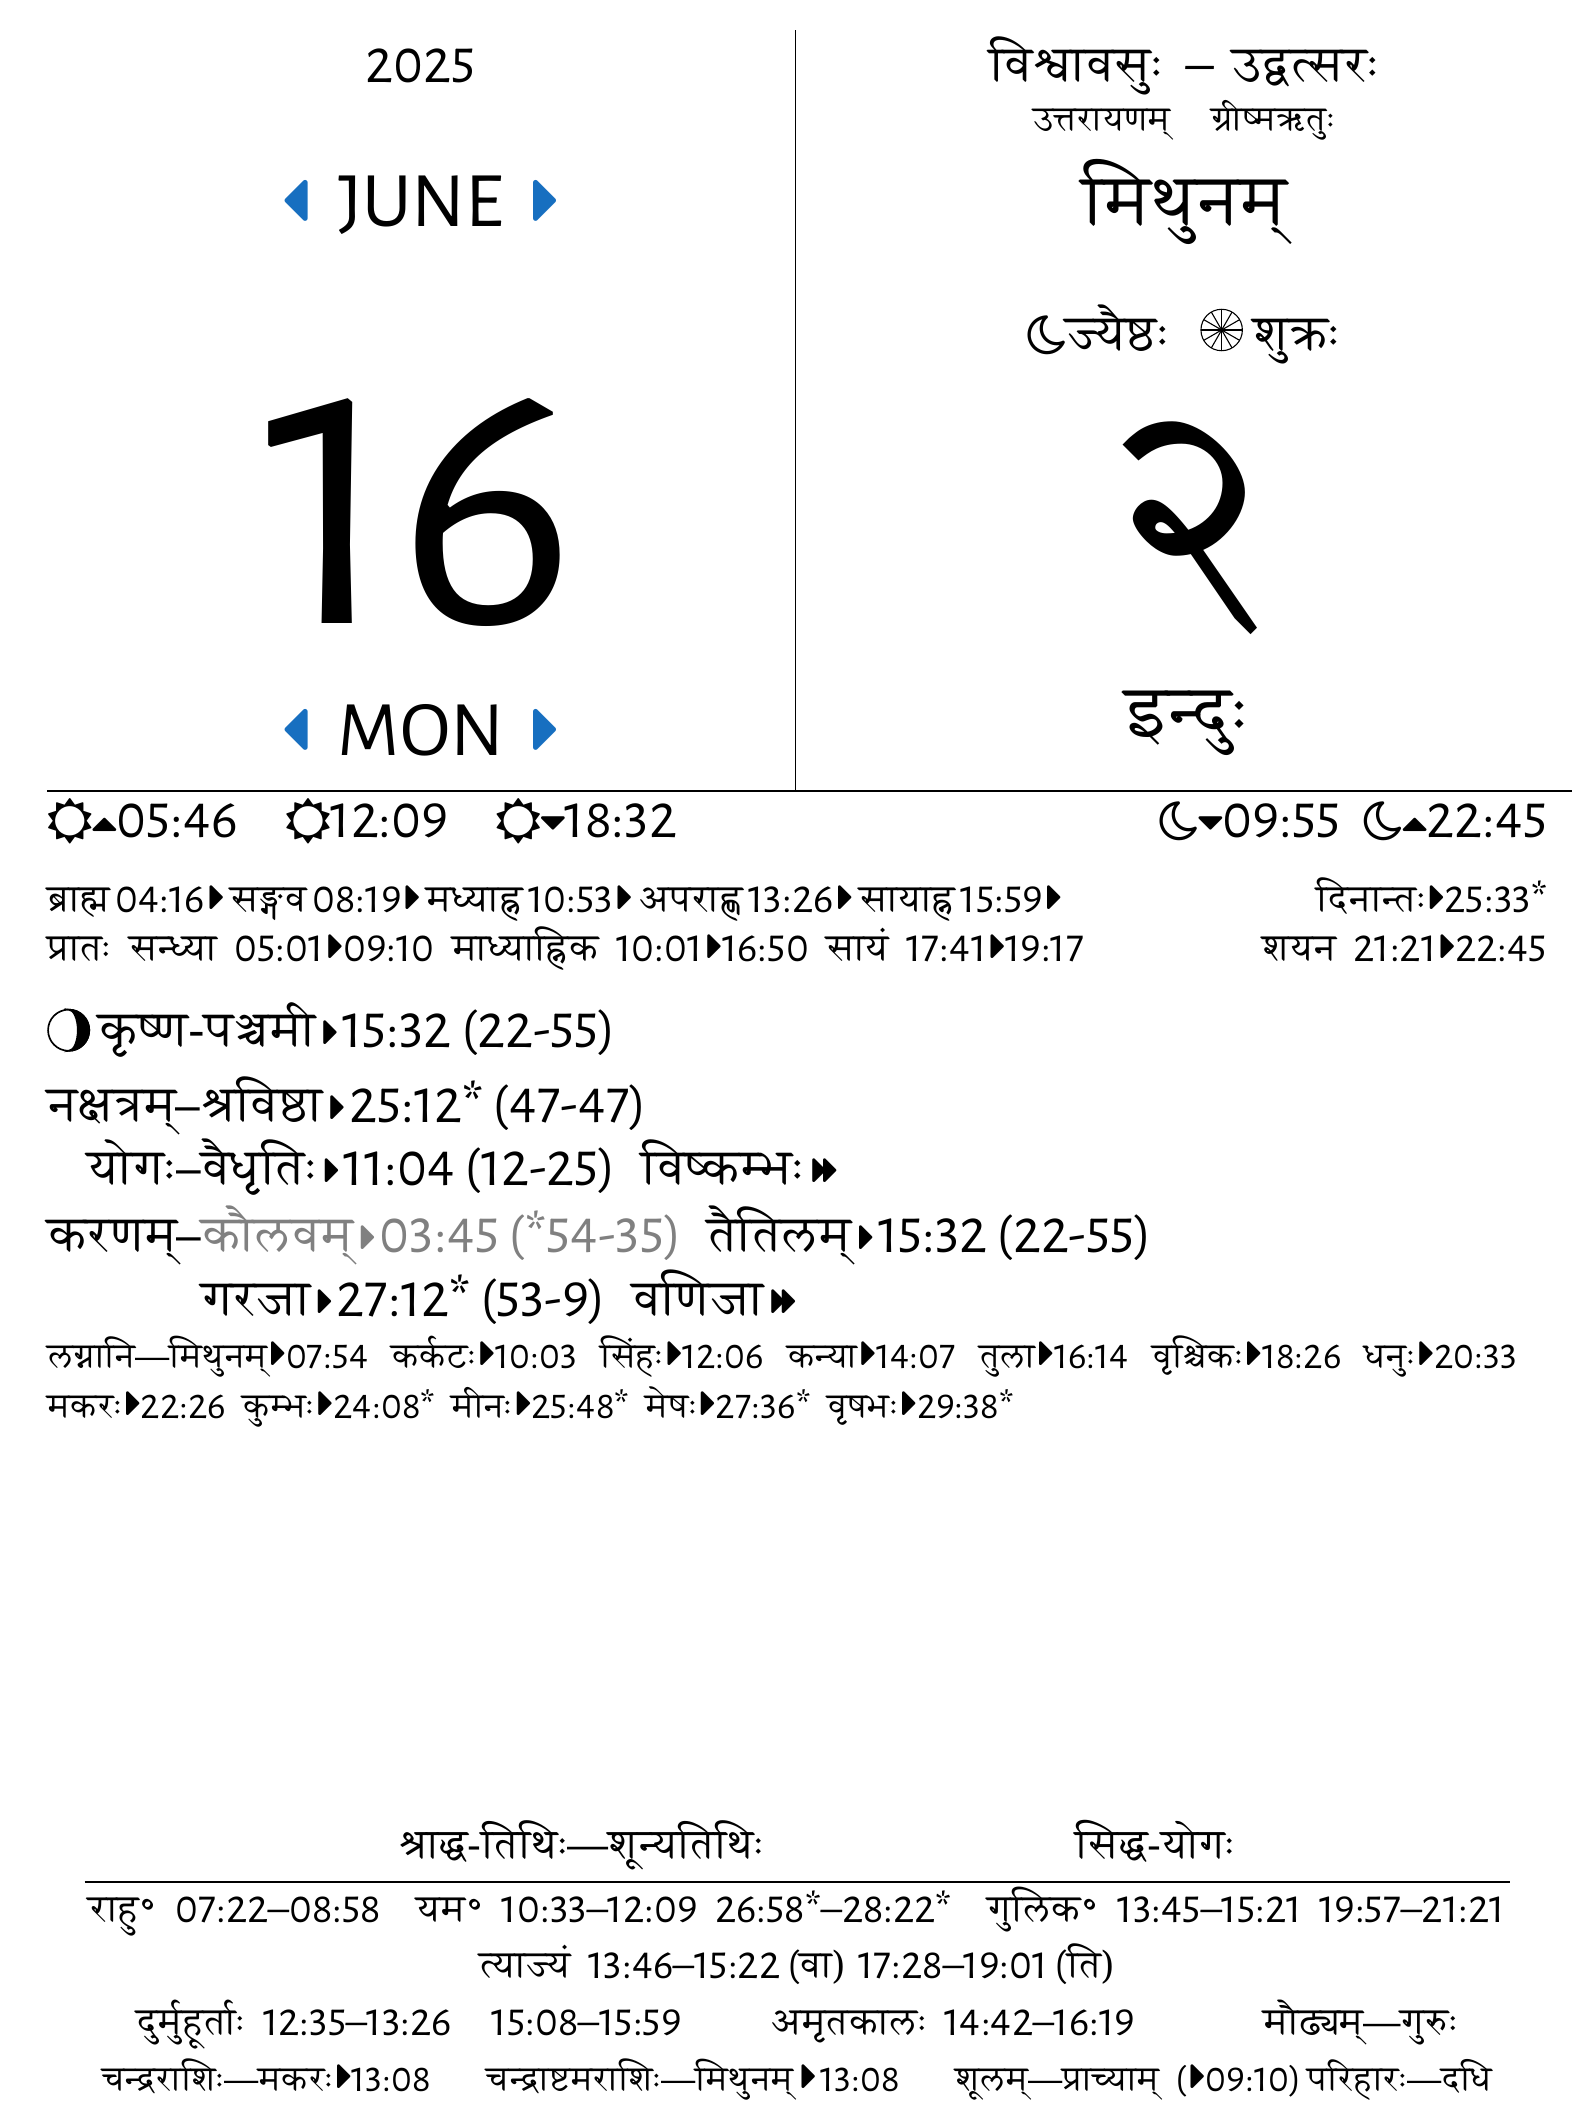 2025
JUNE
16
MON
विश्वावसुः – उद्वत्सरः
उत्तरायणम् ग्रीष्मऋतुः
मिथुनम्
ज्यैष्ठः शुक्रः
२
इन्दुः
05:46 12:09 18:32 09:55 22:45
ब्राह्म 04:16 सङ्गव 08:19 मध्याह्न 10:53 अपराह्ण 13:26 सायाह्न 15:59 दिनान्तः 25:33*
प्रातः सन्ध्या 05:01 09:10 माध्याह्निक 10:01 16:50 सायं 17:41 19:17 शयन 21:21 22:45
कृष्ण-पञ्चमी 15:32 (22-55)
नक्षत्रम्–श्रविष्ठा 25:12* (47-47)
योगः–वैधृतिः 11:04 (12-25) विष्कम्भः
करणम्–कौलवम् 03:45 (*54-35) तैतिलम् 15:32 (22-55)
गरजा 27:12* (53-9) वणिजा
लग्नानि—मिथुनम् 07:54 कर्कटः 10:03 सिंहः 12:06 कन्या 14:07 तुला 16:14 वृश्चिकः 18:26 धनुः 20:33
मकरः 22:26 कुम्भः 24:08* मीनः 25:48* मेषः 27:36* वृषभः 29:38*
श्राद्ध-तिथिः—शून्यतिथिः सिद्ध-योगः
राहु° 07:22–08:58 यम° 10:33–12:09 26:58*–28:22* गुलिक° 13:45–15:21 19:57–21:21
त्याज्यं 13:46–15:22 (वा) 17:28–19:01 (ति)
दुर्मुहूर्ताः 12:35–13:26 15:08–15:59 अमृतकालः 14:42–16:19 मौढ्यम्—गुरुः
चन्द्रराशिः—मकरः 13:08 चन्द्राष्टमराशिः—मिथुनम् 13:08 शूलम्—प्राच्याम् (09:10) परिहारः—दधि